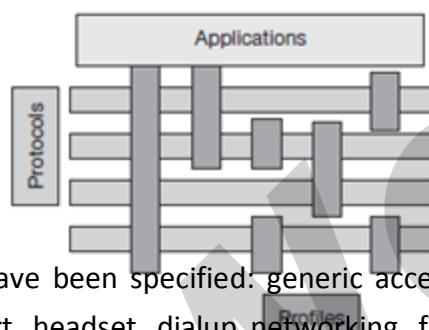 Applications
Protocols
ave been specified: generic acce
headset, dialup networking, f
Profiles